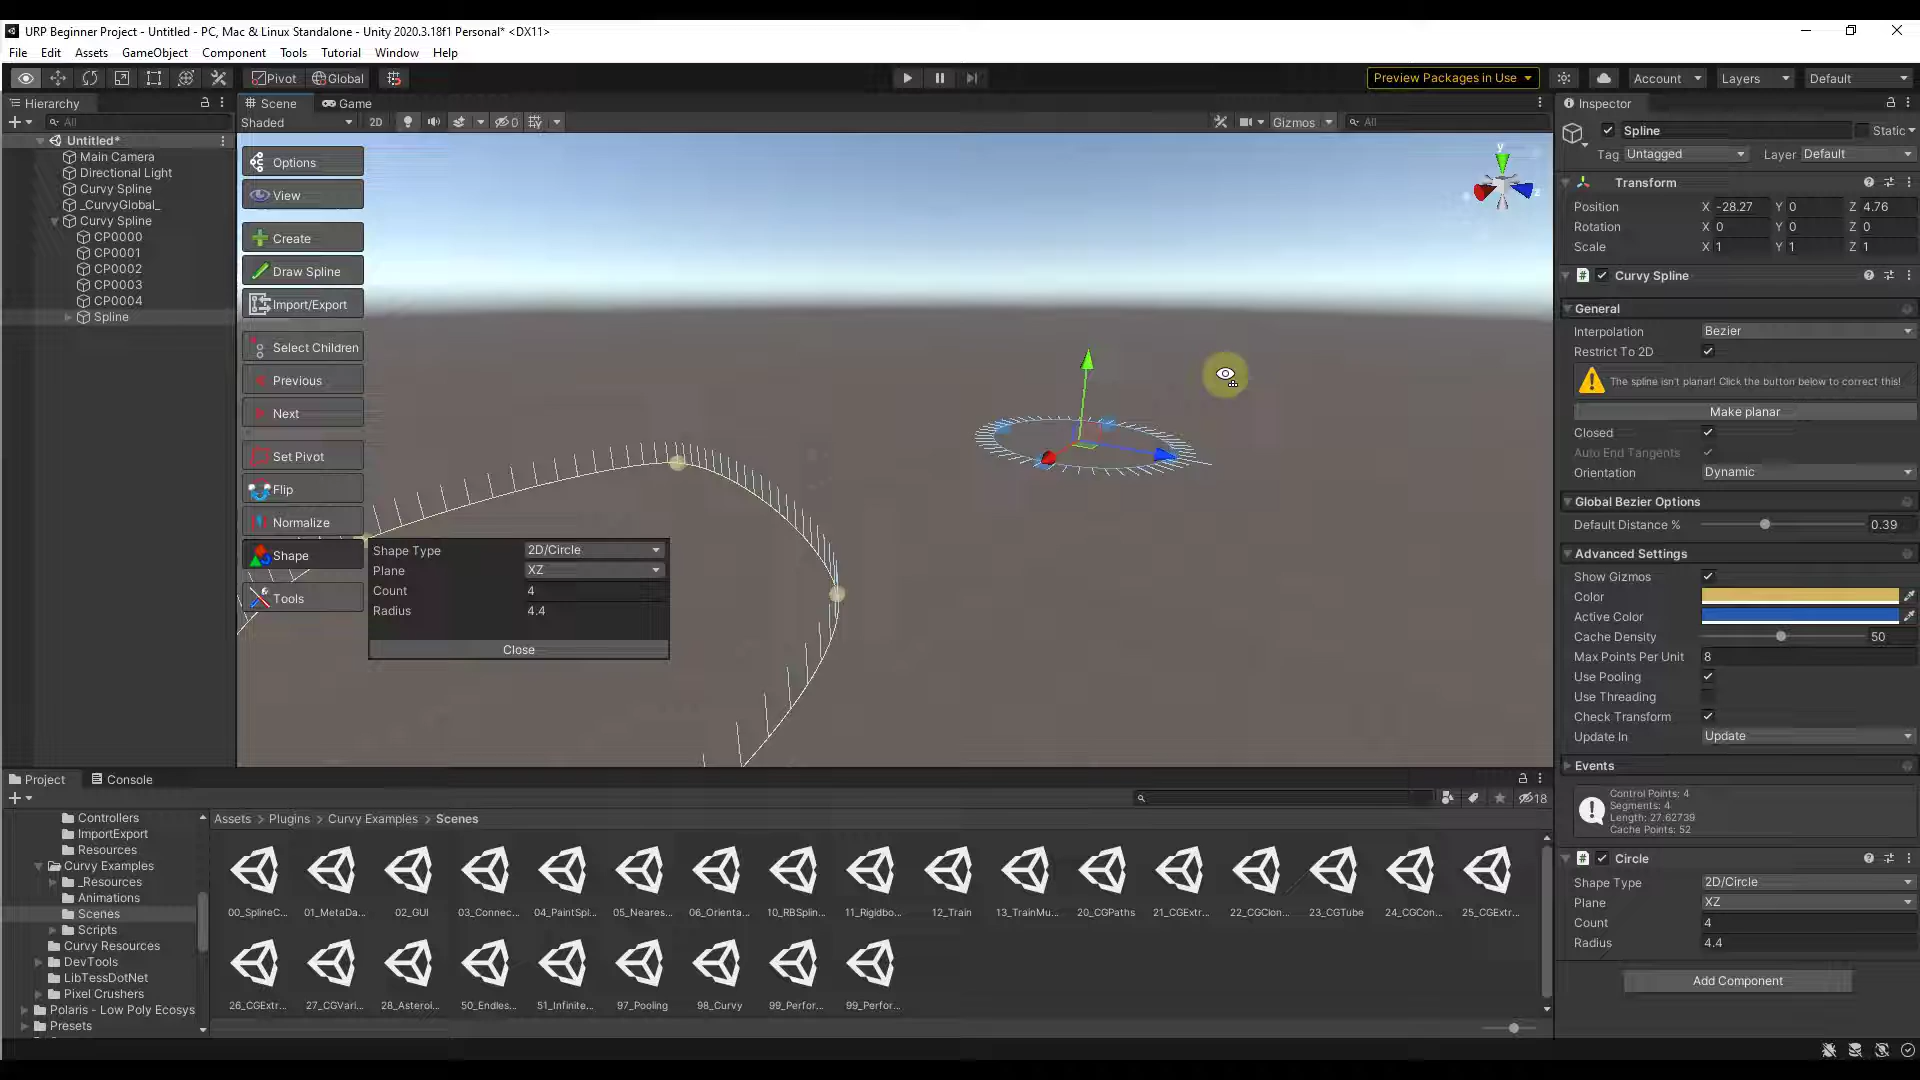 URP Beginner Project - Untitled - PC, Mac & Linux Standalone - Unity 2020.3.18f1 Personal* <DX11>
File Edit Assets GameObject Component Tools Tutorial Window Help
Pivot Global Preview Packages in Use Account Layers Default
Hierarchy
All
Untitled*
Main Camera
Directional Light
Curvy Spline
_CurvyGlobal_
Curvy Spline
CP0000
CP0001
CP0002
CP0003
CP0004
Spline
Scene Game
Shaded 2D 0 Gizmos All
Options
View
Create
Draw Spline
Import/Export
Select Children
Previous
Next
Set Pivot
Flip
Normalize
Shape
Tools
Shape Type 2D/Circle
Plane XZ
Count 4
Radius 4.4
Close
y
Inspector
Spline Static
Tag Untagged Layer Default
Transform
Position X -28.27 Y 0 Z 4.76
Rotation X 0 Y 0 Z 0
Scale X 1 Y 1 Z 1
Curvy Spline
General
Interpolation Bezier
Restrict To 2D
The spline isn't planar! Click the button below to correct this!
Make planar
Closed
Auto End Tangents
Orientation Dynamic
Global Bezier Options
Default Distance % 0.39
Advanced Settings
Show Gizmos
Color
Active Color
Cache Density 50
Max Points Per Unit 8
Use Pooling
Use Threading
Check Transform
Update In Update
Events
Control Points: 4
Segments: 4
Length: 27.62739
Cache Points: 52
Circle
Shape Type 2D/Circle
Plane XZ
Count 4
Radius 4.4
Add Component
Project Console
18
Controllers
ImportExport
Resources
Curvy Examples
_Resources
Animations
Scenes
Scripts
Curvy Resources
DevTools
LibTessDotNet
Pixel Crushers
Polaris - Low Poly Ecosys
Presets
Assets > Plugins > Curvy Examples > Scenes
00_SplineC... 01_MetaDa... 02_GUI 03_Connec... 04_PaintSpl... 05_Neares... 06_Orienta... 10_RBSplin... 11_Rigidbo... 12_Train 13_TrainMu... 20_CGPaths 21_CGExtr... 22_CGClon... 23_CGTube 24_CGCon... 25_CGExtr...
26_CGExtr... 27_CGVari... 28_Asteroi... 50_Endles... 51_Infinite... 97_Pooling 98_Curvy 99_Perfor... 99_Perfor...